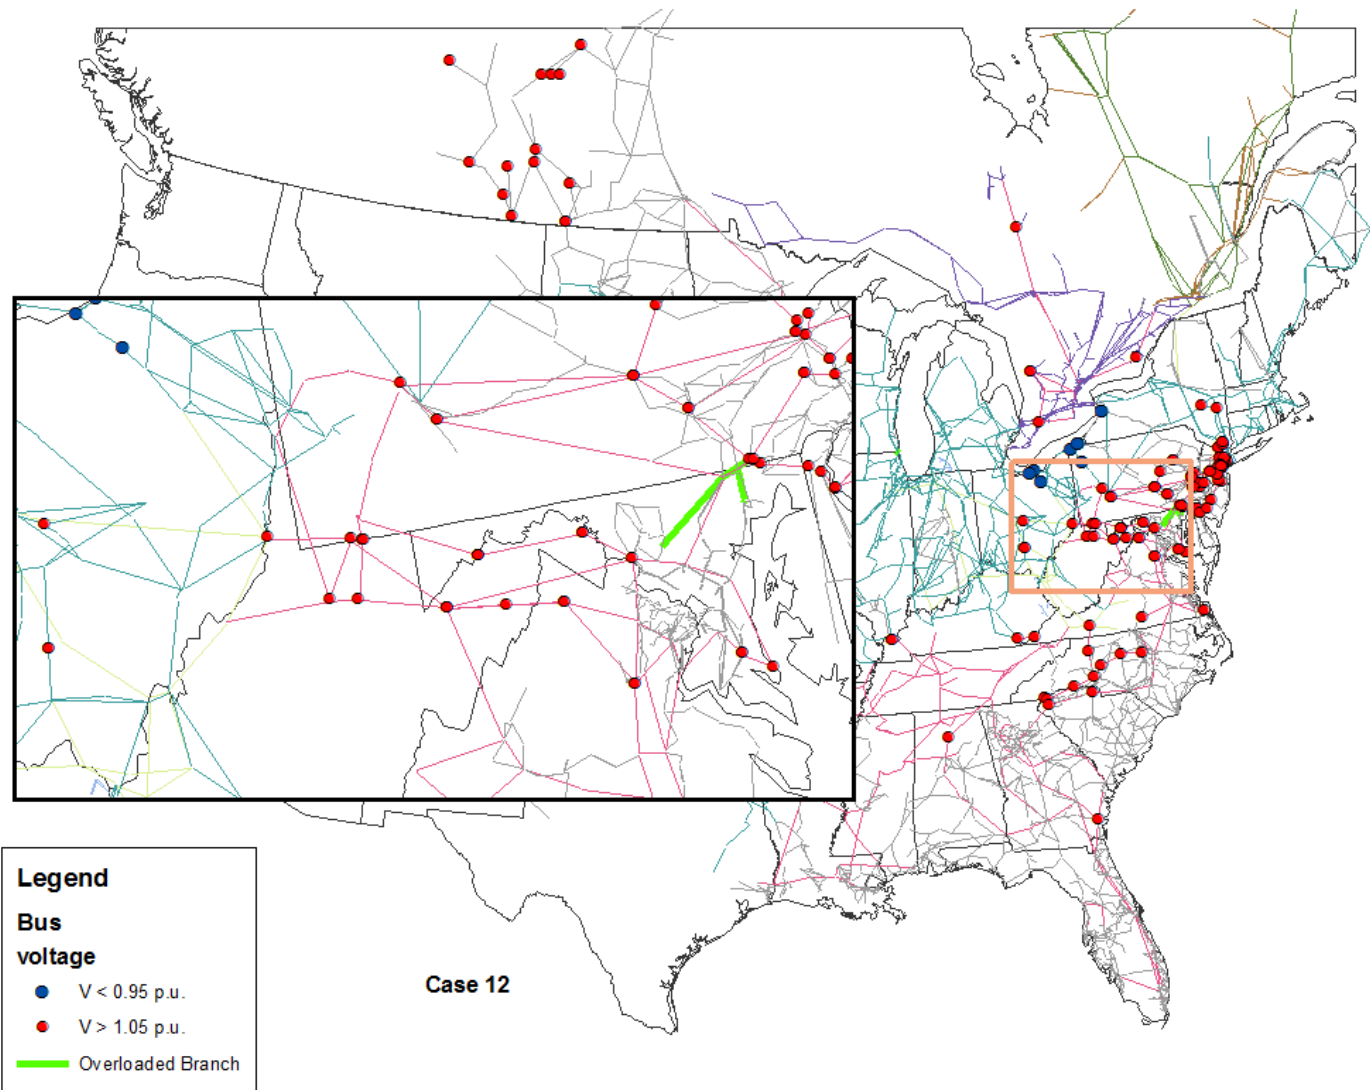 Case 12
Legend
Bus
voltage
V < 0.95 p.u.
V > 1.05 p.u.
Overloaded Branch